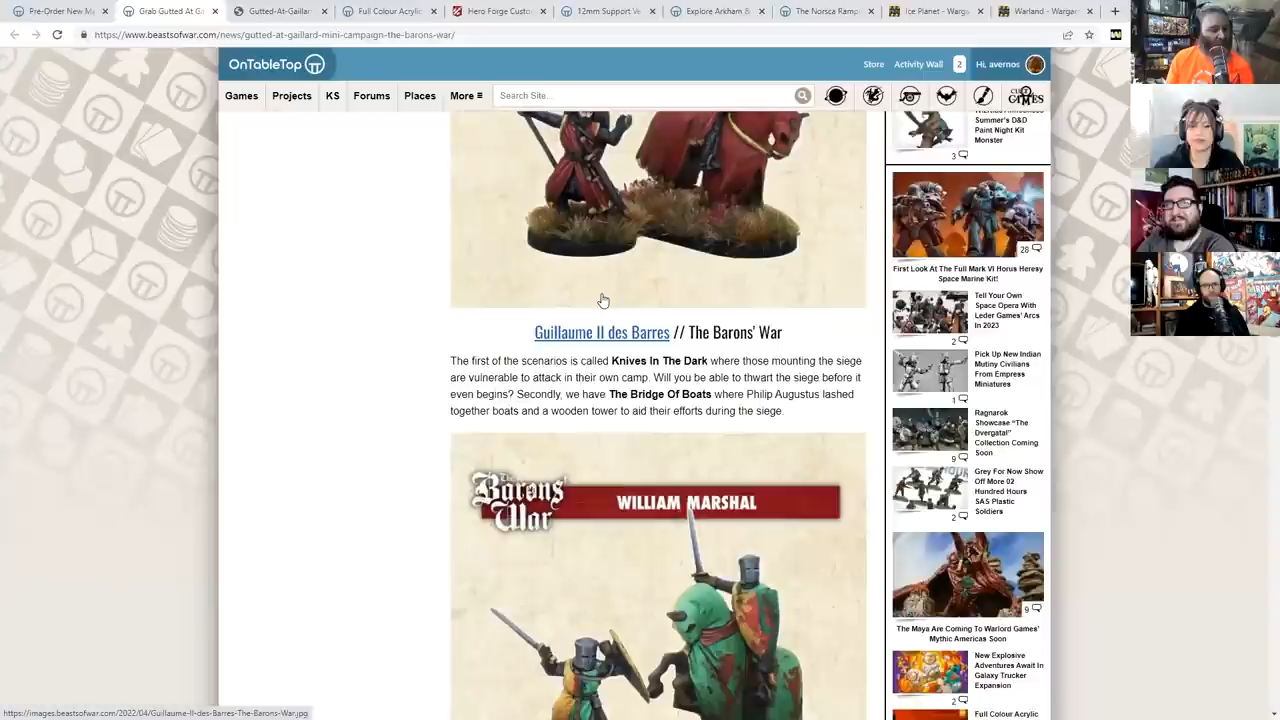 Pre-Order New M
Grab Gutted At Ga
Gutted-At-Gaillar
Full Colour Acrylic
Hero Forge Custo
12mm Support Ve
Explore Arkham
The Norsca Ramp
Ice Planet - Warga
Warland - Wargan
https://www.beastsofwar.com/news/gutted-at-gaillard-mini-campaign-the-barons-war/
OnTableTop
Store
Activity Wall
2
Hi, avernos
Games
Projects
KS
Forums
Places
More
Search Site...
GAMES
Summer's D&D
Paint Night Kit
Monster
3
28
First Look At The Full Mark VI Horus Heresy
Space Marine Kit!
Tell Your Own
Space Opera With
Leder Games' Arcs
In 2023
2
Guillaume II des Barres // The Barons' War
The first of the scenarios is called Knives In The Dark where those mounting the siege
are vulnerable to attack in their own camp. Will you be able to thwart the siege before it
even begins? Secondly, we have The Bridge Of Boats where Philip Augustus lashed
together boats and a wooden tower to aid their efforts during the siege.
Pick Up New Indian
Mutiny Civilians
From Empress
Miniatures
1
Ragnarok
Showcase "The
Dvergatal"
Collection Coming
Soon
9
Barons
War
WILLIAM MARSHAL
Grey For Now Show
Off More 02
Hundred Hours
SAS Plastic
Soldiers
2
9
The Maya Are Coming To Warlord Games'
Mythic Americas Soon
New Explosive
Adventures Await In
Galaxy Trucker
Expansion
2
Full Colour Acrylic
https://images.beastsofwar.com/2022/04/Guillaume-II-des-Barres-The-Barons-War.jpg